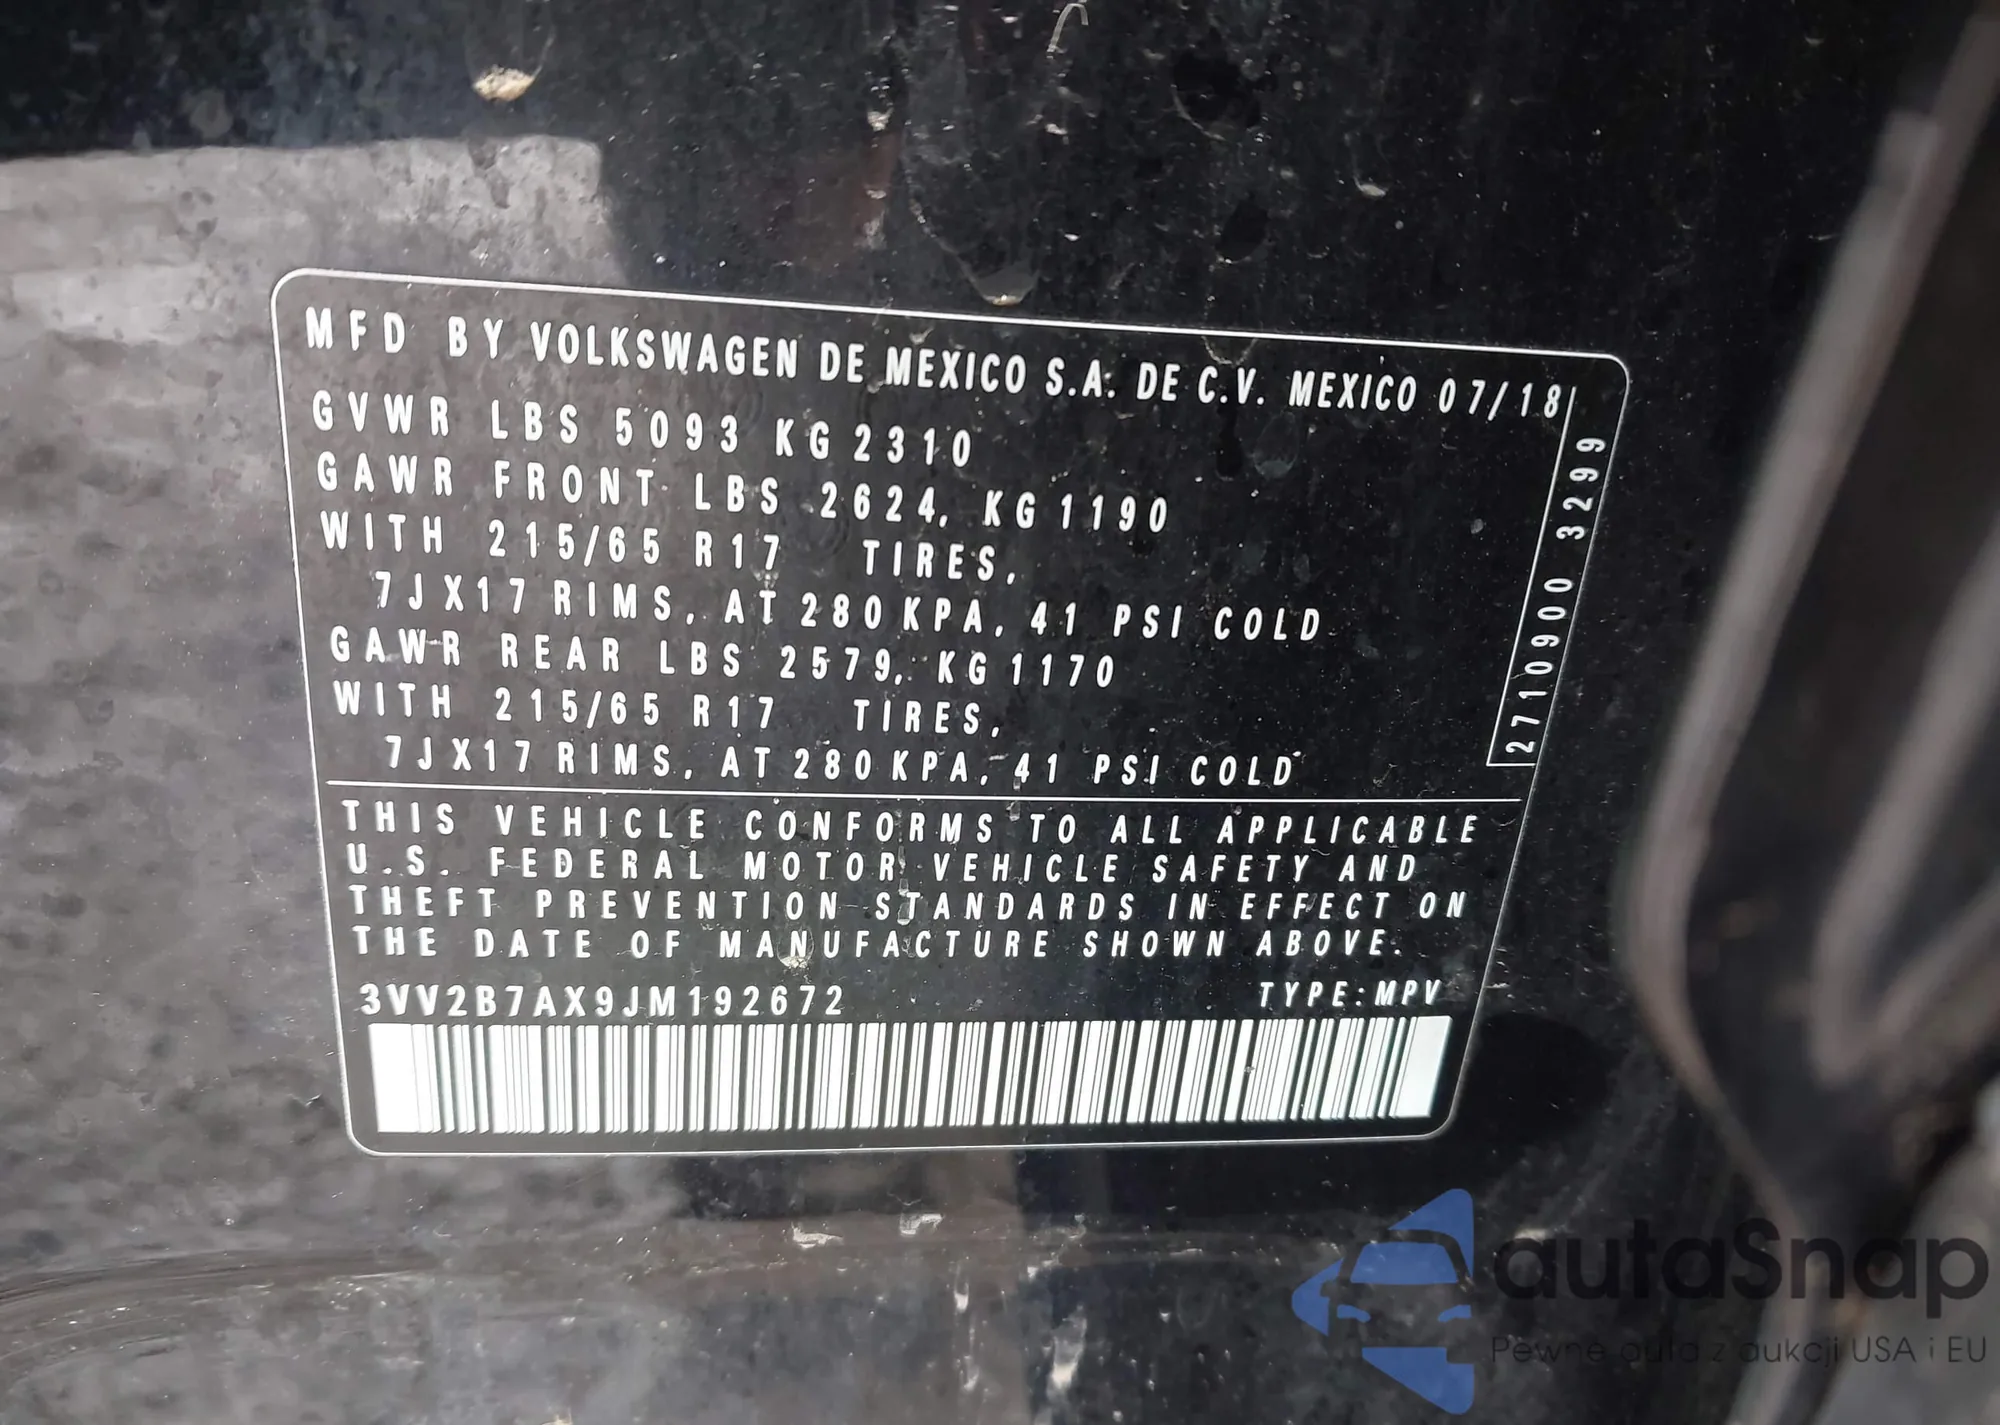 MFD BY VOLKSWAGEN DE MEXICO S.A. DE C.V. MEXICO 07/18
GVWR LBS 5093 KG 2310
GAWR FRONT LBS 2624, KG 1190
WITH 215/65 R17 TIRES,
7JX17 RIMS, AT 280 KPA, 41 PSI COLD
GAWR REAR LBS 2579, KG 1170
WITH 215/65 R17 TIRES,
7JX17 RIMS, AT 280 KPA, 41 PSI COLD
2710900 3299
THIS VEHICLE CONFORMS TO ALL APPLICABLE
U.S. FEDERAL MOTOR VEHICLE SAFETY AND
THEFT PREVENTION STANDARDS IN EFFECT ON
THE DATE OF MANUFACTURE SHOWN ABOVE.
3VV2B7AX9JM192672 TYPE: MPV
autaSnap
Pewne auta z aukcji USA i EU